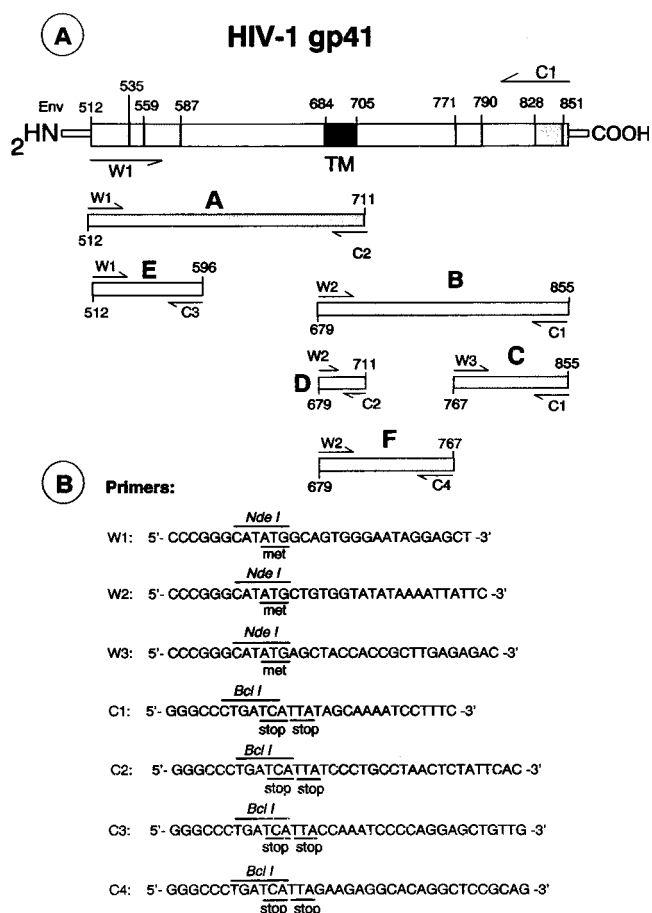 A
HIV-1 gp41
C1
Env 512 535 559 587 684 705 771 790 828 851
2HN COOH
W1 TM
W1 A 711
512 C2
W1 E 596
512 C3
W2 B 855
679 C1
W2 711
D
679 C2
W3 C 855
767 C1
W2 F 767
679 C4
B Primers:
Nde I
W1: 5'- CCCGGGCATATGGCAGTGGGAATAGGAGCT -3'
met
Nde I
W2: 5'- CCCGGGCATATGCTGTGGTATATAAAATTATTC -3'
met
Nde I
W3: 5'- CCCGGGCATATGAGCTACCACCGCTTGAGAGAC -3'
met
Bcl I
C1: 5'- GGGCCCTGATCATTATAGCAAAATCCTTTC -3'
stop stop
Bcl I
C2: 5'- GGGCCCTGATCATTATCCCTGCCTAACTCTATTCAC -3'
stop stop
Bcl I
C3: 5'- GGGCCCTGATCATTACCAAATCCCCAGGAGCTGTTG -3'
stop stop
Bcl I
C4: 5'- GGGCCCTGATCATTAGAAGAGGCACAGGCTCCGCAG -3'
stop stop